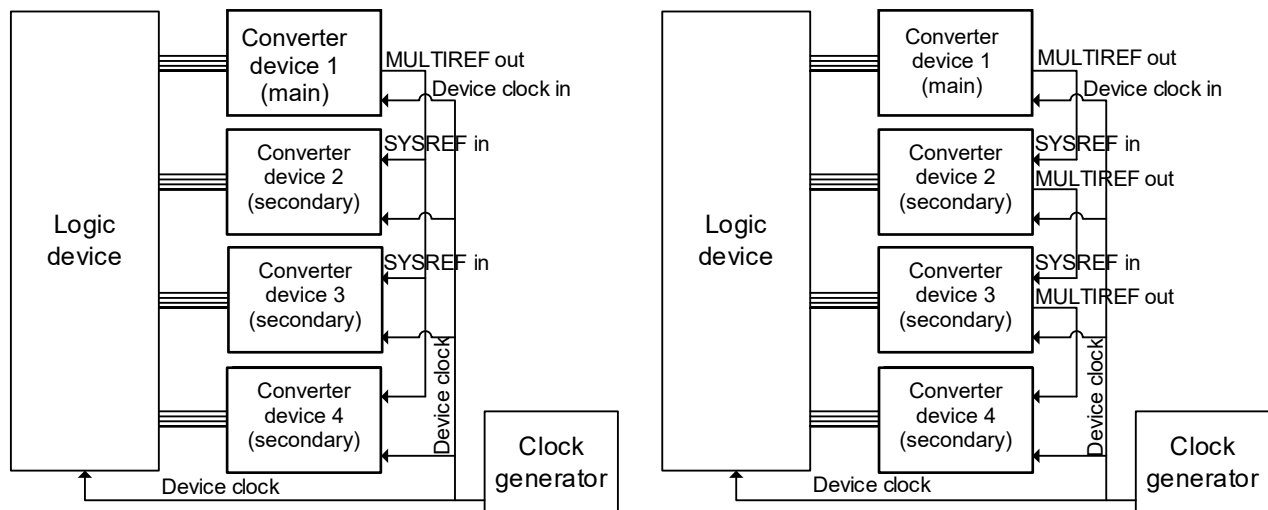 Logic
device
Converter
device 1
(main)
MULTIREF out
Device clock in
SYSREF in
Converter
device 2
(secondary)
SYSREF in
Converter
device 3
(secondary)
Converter
device 4
(secondary)
Device clock
Clock
generator
Device clock
Logic
device
Converter
device 1
(main)
MULTIREF out
Device clock in
SYSREF in
Converter
device 2
(secondary)
MULTIREF out
SYSREF in
Converter
device 3
(secondary)
MULTIREF out
Converter
device 4
(secondary)
Device clock
Clock
generator
Device clock